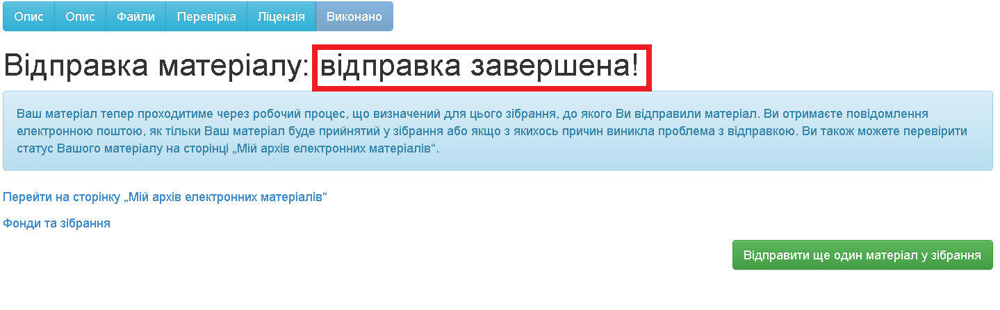 Опис Опис Файли Перевірка Ліцензія Виконано
Відправка матеріалу: відправка завершена!
Ваш матеріал тепер проходитиме через робочий процес, що визначений для цього зібрання, до якого Ви відправили матеріал. Ви отримаєте повідомлення
електронною поштою, як тільки Ваш матеріал буде прийнятий у зібрання або якщо з якихось причин виникла проблема з відправкою. Ви також можете перевірити
статус Вашого матеріалу на сторінці „Мій архів електронних матеріалів“.
Перейти на сторінку „Мій архів електронних матеріалів“
Фонди та зібрання
Відправити ще один матеріал у зібрання